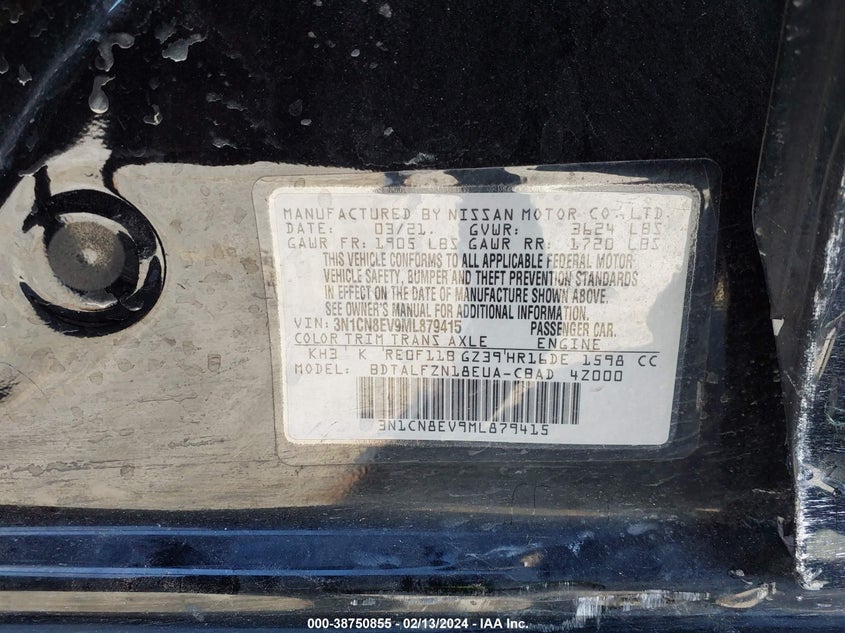 MANUFACTURED BY NISSAN MOTOR CO.,LTD.
DATE: 03/21. GVWR: 3624 LBS
GAWR FR: 1905 LBS GAWR RR: 1720 LBS
THIS VEHICLE CONFORMS TO ALL APPLICABLE FEDERAL MOTOR
VEHICLE SAFETY, BUMPER AND THEFT PREVENTION STANDARDS
IN EFFECT ON THE DATE OF MANUFACTURE SHOWN ABOVE.
SEE OWNER'S MANUAL FOR ADDITIONAL INFORMATION
VIN: 3N1CN8EV9ML879415 PASSENGER CAR.
COLOR TRIM TRANS AXLE ENGINE
KH3 K RE0F11B GZ39 HR16DE 1598 CC
MODEL: BDTALFZN18EUA-CBAD 4Z000
3N1CN8EV9ML879415
000-38750855 - 02/13/2024 - IAA Inc.